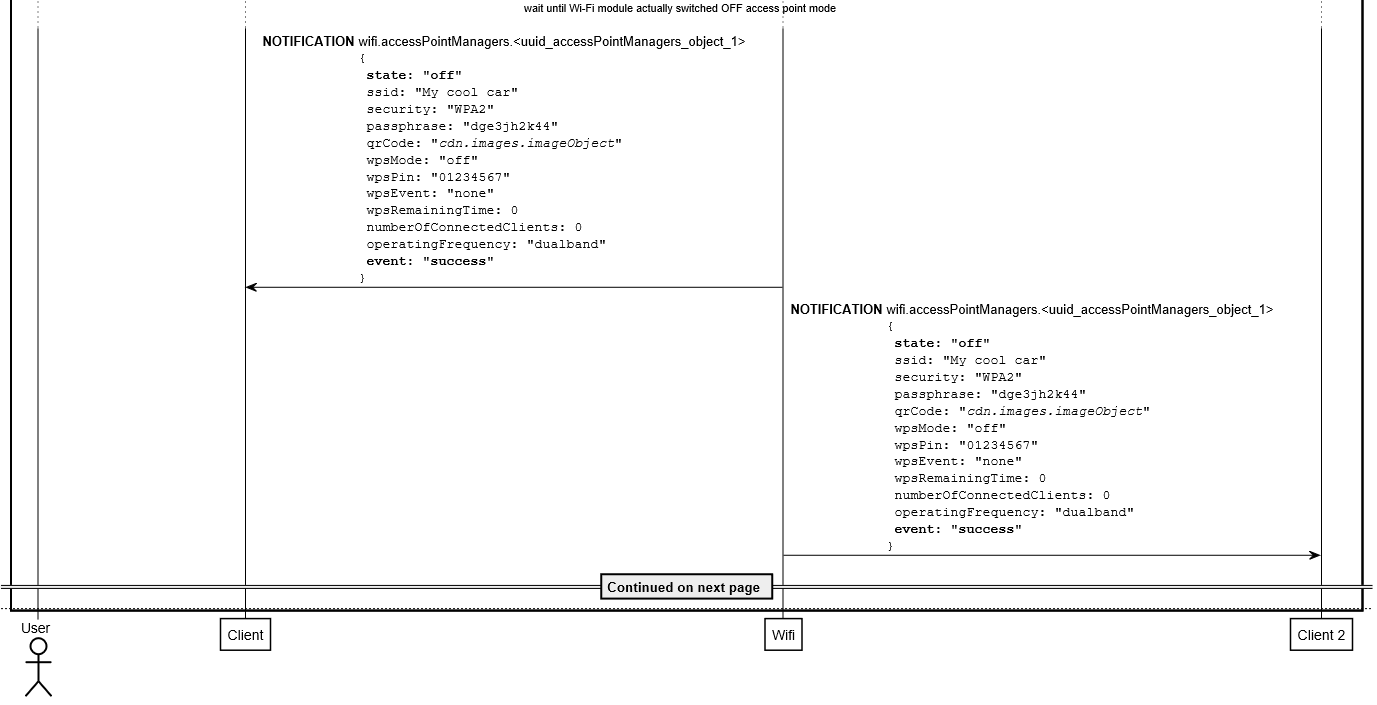 wait until Wi-Fi module actually switched OFF access point mode
NOTIFICATION wifi.accessPointManagers.<uuid_accessPointManagers_object_1>
{
state: "off"
ssid: "My cool car"
security: "WPA2"
passphrase: "dge3jh2k44"
qrCode: "cdn.images.imageObject"
wpsMode: "off"
wpsPin: "01234567"
wpsEvent: "none"
wpsRemainingTime: 0
numberOfConnectedClients: 0
operatingFrequency: "dualband"
event: "success"
}
NOTIFICATION wifi.accessPointManagers.<uuid_accessPointManagers_object_1>
{
state: "off"
ssid: "My cool car"
security: "WPA2"
passphrase: "dge3jh2k44"
qrCode: "cdn.images.imageObject"
wpsMode: "off"
wpsPin: "01234567"
wpsEvent: "none"
wpsRemainingTime: 0
numberOfConnectedClients: 0
operatingFrequency: "dualband"
event: "success"
}
Continued on next page
User
Client
Wifi
Client 2